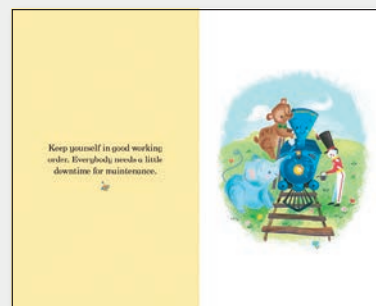 Keep yourself in good working
order. Everybody needs a little
downtime for maintenance.